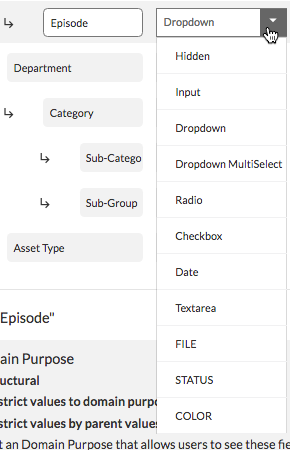 Episode
Dropdown
Hidden
Department
Input
Category
Dropdown
Sub-Catego
Dropdown MultiSelect
Sub-Group
Radio
Checkbox
Asset Type
Date
Textarea
Episode"
FILE
ain Purpose
uctural
STATUS
strict values to domain purpo
strict values by parent values
COLOR
t an Domain Purpose that allows users to see these fie